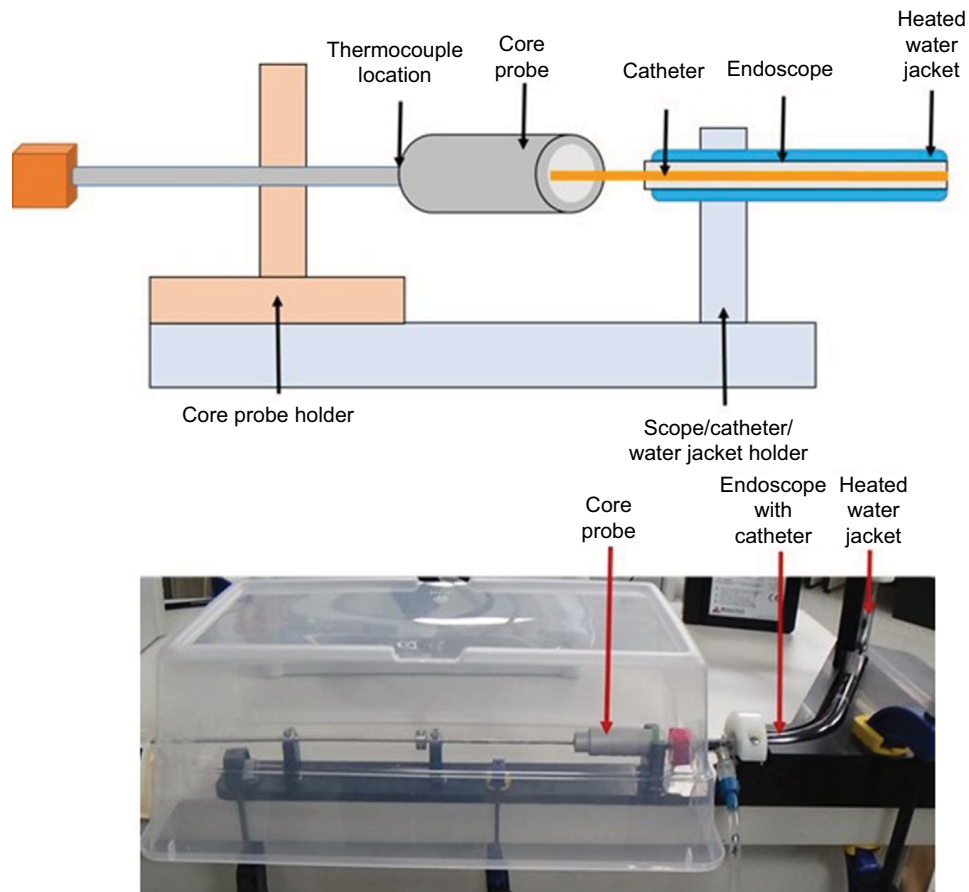 Thermocouple
location
Core
probe
Catheter
Endoscope
Heated
water
jacket
Core probe holder
Scope/catheter/
water jacket holder
Core
probe
Endoscope
with
catheter
Heated
water
jacket